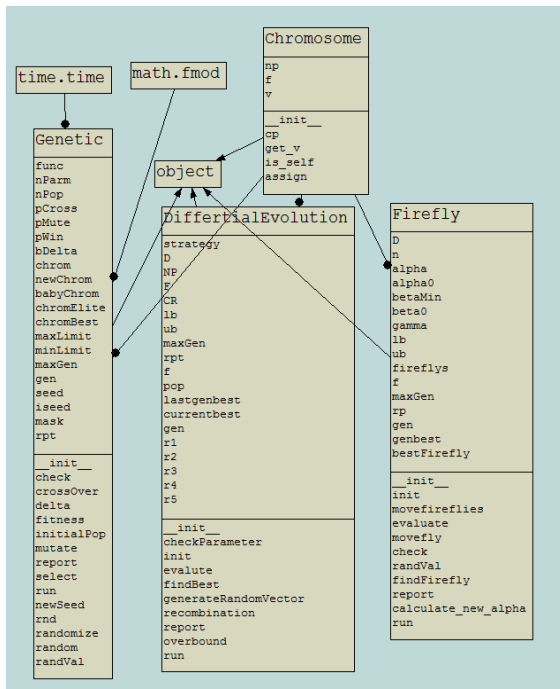 Chromosome
np
f
v
__init__
cp
get_v
is_self
assign
time.time
math.fmod
object
Genetic
func
nParm
nPop
pCross
pMute
pWin
bDelta
chrom
newChrom
babyChrom
chromElite
chromBest
maxLimit
minLimit
maxGen
gen
seed
iseed
mask
rpt
__init__
check
crossOver
delta
fitness
initialPop
mutate
report
select
run
newSeed
rnd
randomize
random
randVal
DiffertialEvolution
strategy
D
NP
F
CR
lb
ub
maxGen
rpt
f
pop
lastgenbest
currentbest
gen
r1
r2
r3
r4
r5
__init__
checkParameter
init
evalute
findBest
generateRandomVector
recombination
report
overbound
run
Firefly
D
n
alpha
alpha0
betaMin
beta0
gamma
lb
ub
fireflys
f
maxGen
rp
gen
genbest
bestFirefly
__init__
init
movefireflies
evaluate
movefly
check
randVal
findFirefly
report
calculate_new_alpha
run